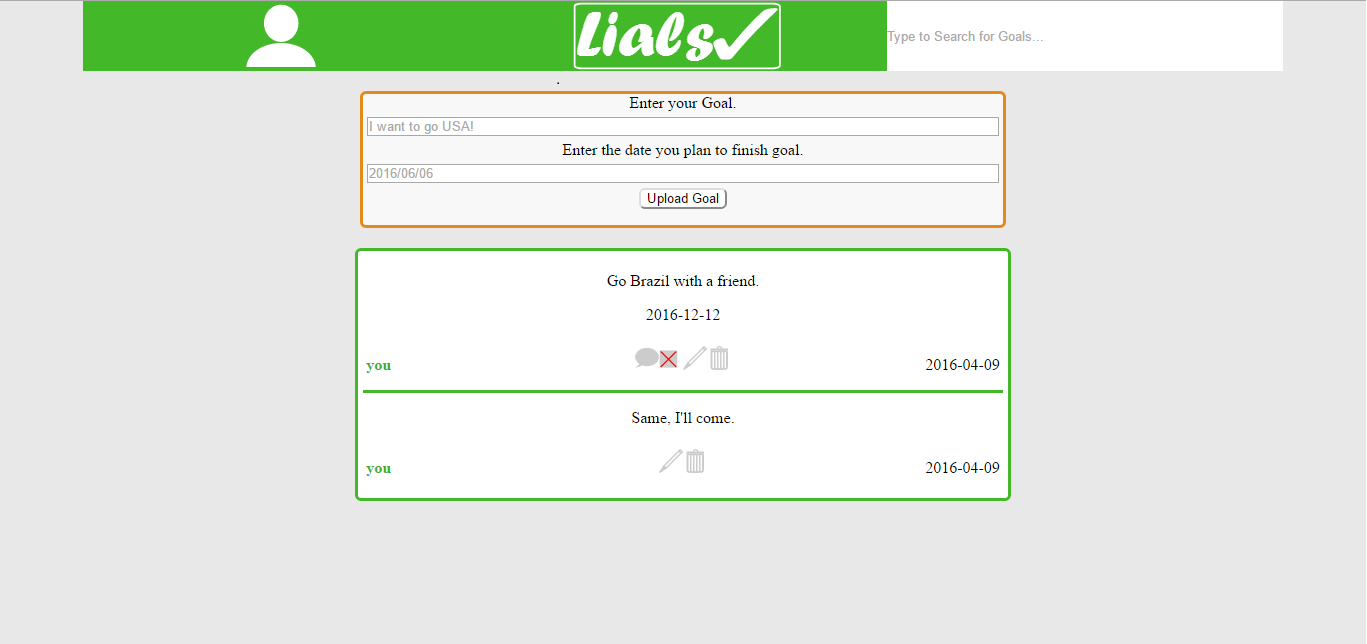 Lials
Type to Search for Goals...
.
Enter your Goal.
I want to go USA!
Enter the date you plan to finish goal.
2016/06/06
Upload Goal
Go Brazil with a friend.
2016-12-12
you 2016-04-09
Same, I'll come.
you 2016-04-09